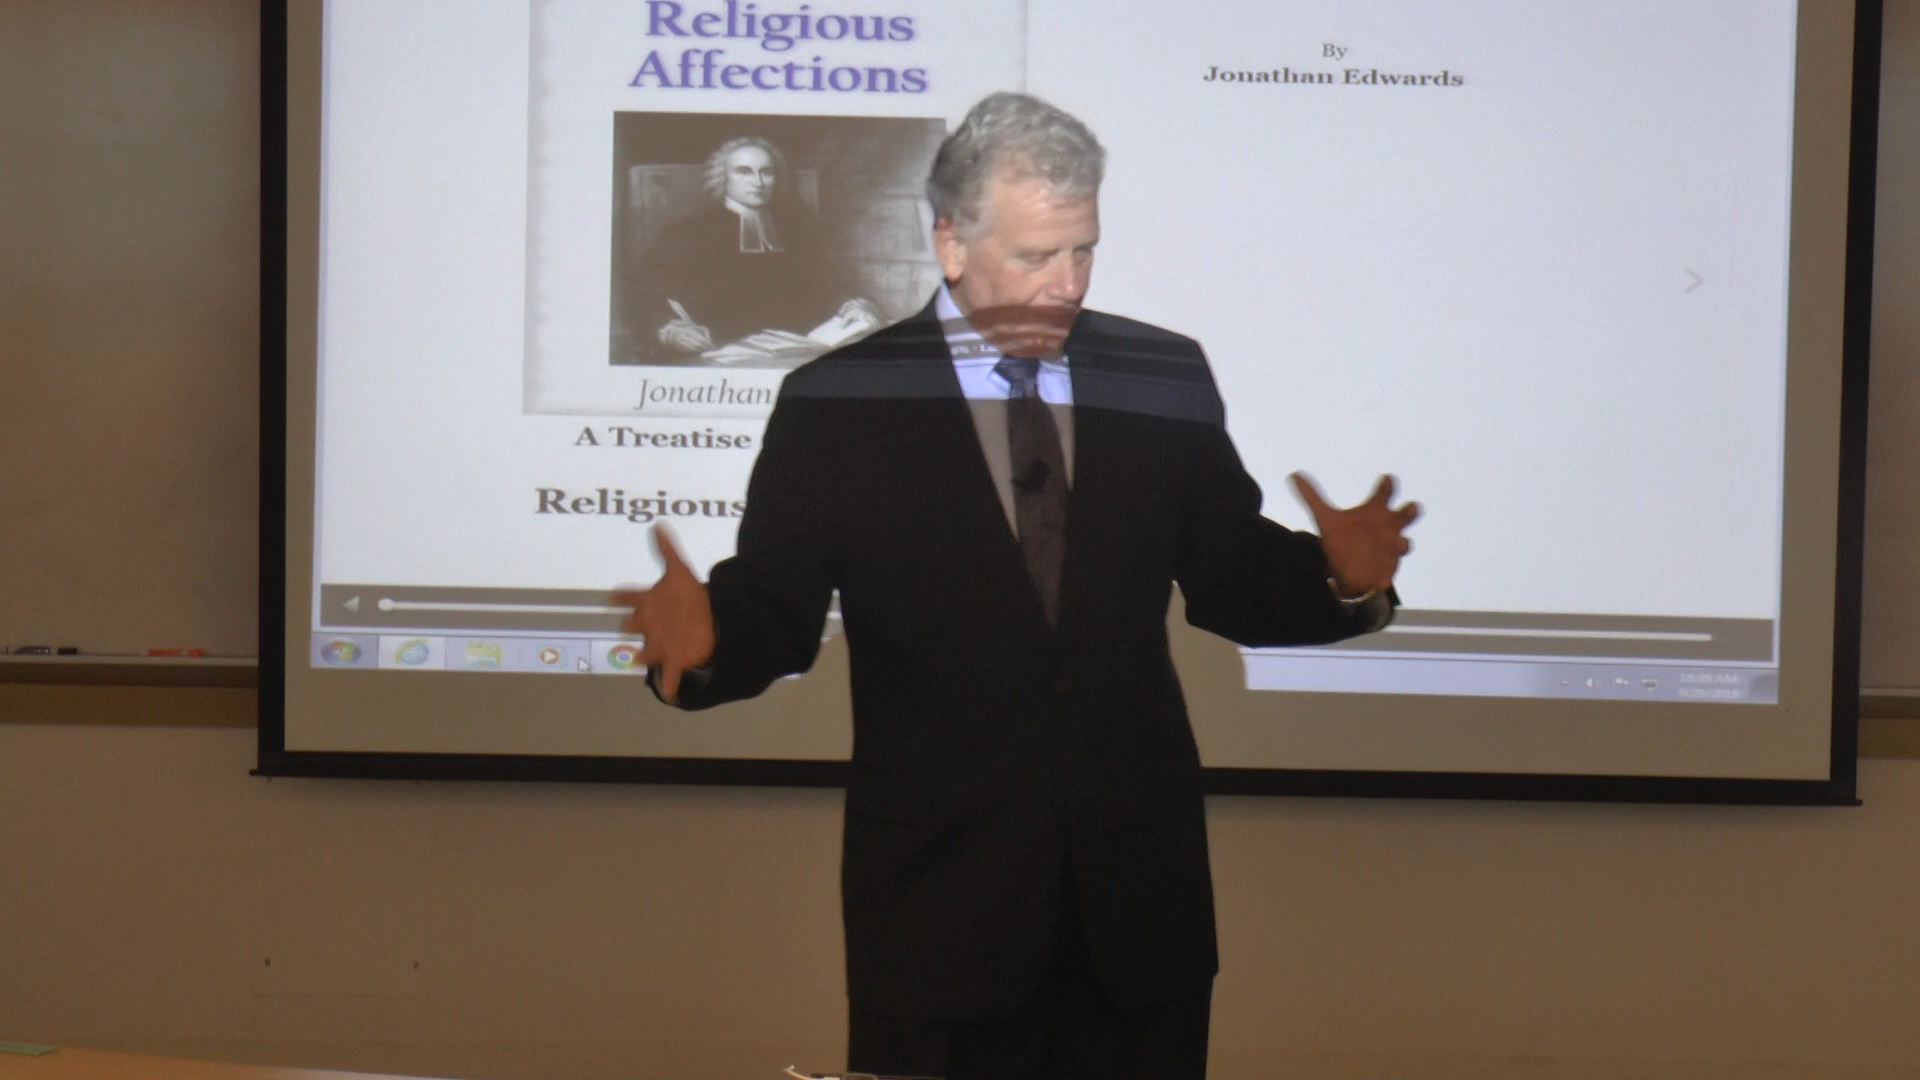 Religious
Affections
By
Jonathan Edwards
Jonathan
A Treatise
Religious